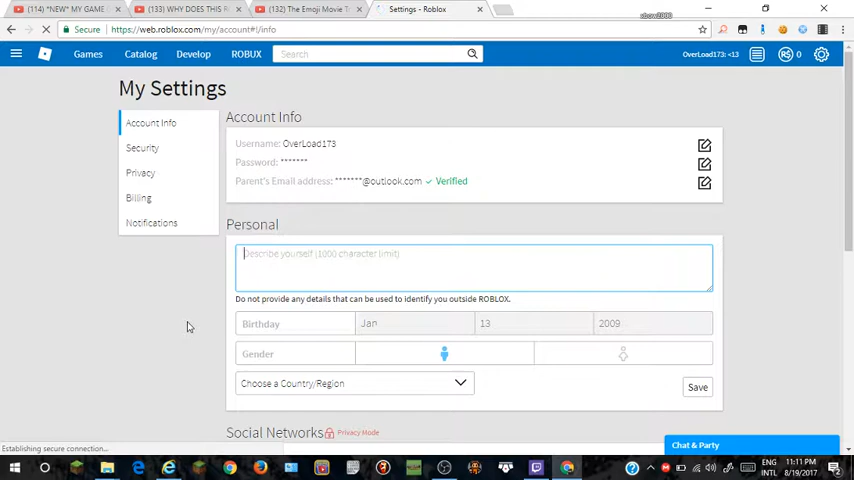 (114) *NEW* MY GAME
(133) WHY DOES THIS
(132) The Emoji Movie T
Settings - Roblox
xbow2000
Secure https://web.roblox.com/my/account#!/info
Games Catalog Develop ROBUX Search OverLoad173: <13 R$ 0
My Settings
Account Info
Security
Privacy
Billing
Notifications
Account Info
Username: OverLoad173
Password: *******
Parent's Email address: *******@outlook.com Verified
Personal
Describe yourself (1000 character limit)
Do not provide any details that can be used to identify you outside ROBLOX.
Birthday Jan 13 2009
Gender
Choose a Country/Region
Save
Social Networks Privacy Mode
Establishing secure connection...
Chat & Party
ENG
INTL
11:11 PM
8/19/2017